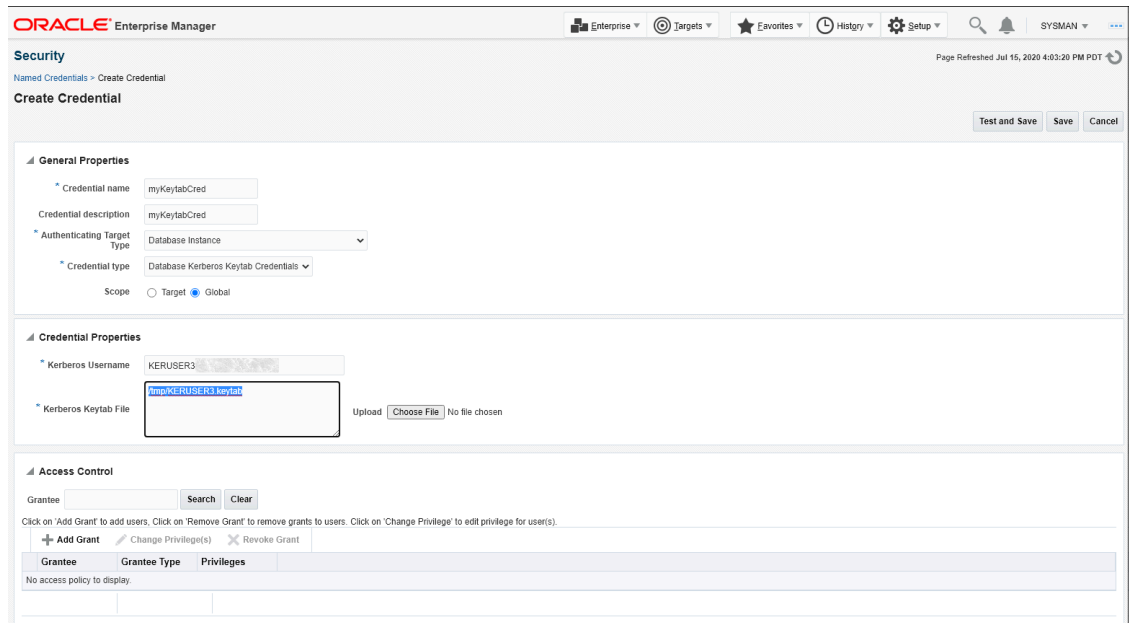 ORACLE Enterprise Manager Enterprise Targets Favorites History Setup SYSMAN
Security
Page Refreshed Jul 15, 2020 4:03:20 PM PDT
Named Credentials > Create Credential
Create Credential
Test and Save Save Cancel
General Properties
* Credential name myKeytabCred
Credential description myKeytabCred
* Authenticating Target
Type Database Instance
* Credential type Database Kerberos Keytab Credentials
Scope Target Global
Credential Properties
* Kerberos Username KERUSER3
/tmp/KERUSER3.keytab
* Kerberos Keytab File Upload Choose File No file chosen
Access Control
Grantee Search Clear
Click on 'Add Grant' to add users, Click on 'Remove Grant' to remove grants to users. Click on 'Change Privilege' to edit privilege for user(s).
Add Grant Change Privilege(s) Revoke Grant
Grantee Grantee Type Privileges
No access policy to display.